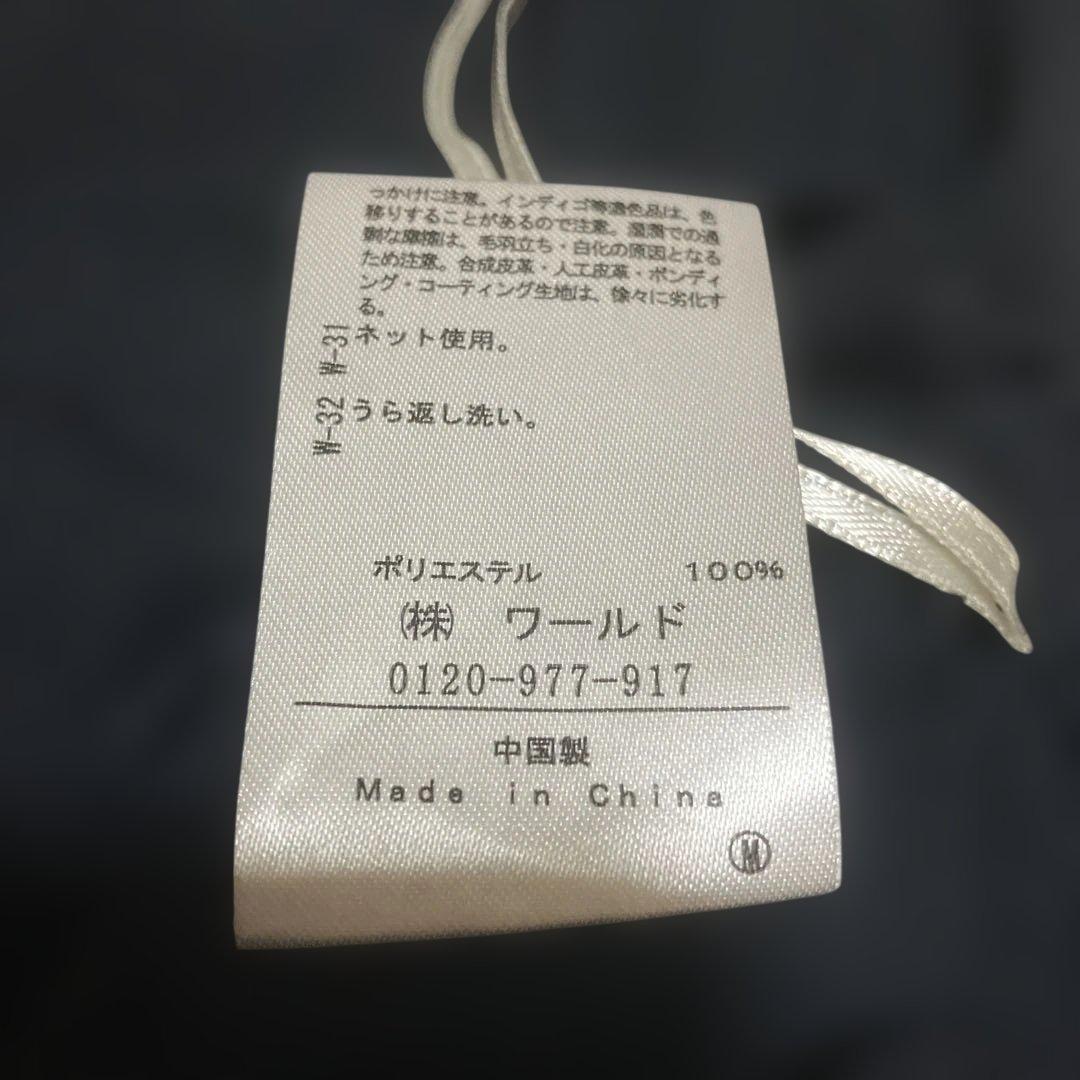 っかけに注意。インディゴ等濃色品は、色
移りすることがあるので注意。湿潤での過
剰な摩擦は、毛羽立ち・白化の原因となる
ため注意。合成皮革・人工皮革・ボンディ
ング・コーティング生地は、徐々に劣化す
る。
W-31 ネット使用。
W-32 うら返し洗い。
ポリエステル 100%
㈱ ワールド
0120-977-917
中国製
Made in China
Ⓜ